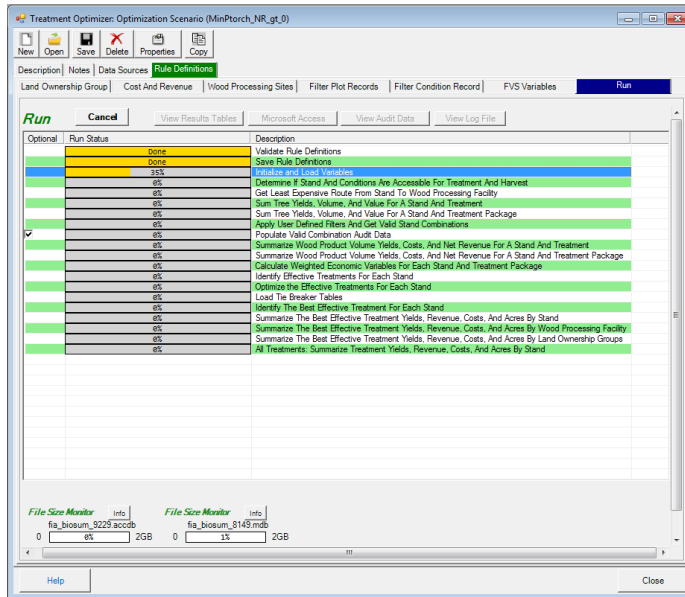 Treatment Optimizer: Optimization Scenario (MinPtorch_NR_gt_0)
New Open Save Delete Properties Copy
Description Notes Data Sources Rule Definitions
Land Ownership Group Cost And Revenue Wood Processing Sites Filter Plot Records Filter Condition Record FVS Variables Run
Run Cancel View Results Tables Microsoft Access View Audit Data View Log File
Optional Run Status Description
Done Validate Rule Definitions
Done Save Rule Definitions
35% Initialize and Load Variables
0% Determine If Stand And Conditions Are Accessible For Treatment And Harvest
0% Get Least Expensive Route From Stand To Wood Processing Facility
0% Sum Tree Yields, Volume, And Value For A Stand And Treatment
0% Sum Tree Yields, Volume, And Value For A Stand And Treatment Package
0% Apply User Defined Filters And Get Valid Stand Combinations
0% Populate Valid Combination Audit Data
0% Summarize Wood Product Volume Yields, Costs, And Net Revenue For A Stand And Treatment
0% Summarize Wood Product Volume Yields, Costs, And Net Revenue For A Stand And Treatment Package
0% Calculate Weighted Economic Variables For Each Stand And Treatment Package
0% Identify Effective Treatments For Each Stand
0% Optimize the Effective Treatments For Each Stand
0% Load Tie Breaker Tables
0% Identify The Best Effective Treatment For Each Stand
0% Summarize The Best Effective Treatment Yields, Revenue, Costs, And Acres By Stand
0% Summarize The Best Effective Treatment Yields, Revenue, Costs, And Acres By Wood Processing Facility
0% Summarize The Best Effective Treatment Yields, Revenue, Costs, And Acres By Land Ownership Groups
0% All Treatments: Summarize Treatment Yields, Revenue, Costs, And Acres By Stand
File Size Monitor Info File Size Monitor Info
fia_biosum_9229.accdb fia_biosum_8149.mdb
0 0% 2GB 0 1% 2GB
Help Close